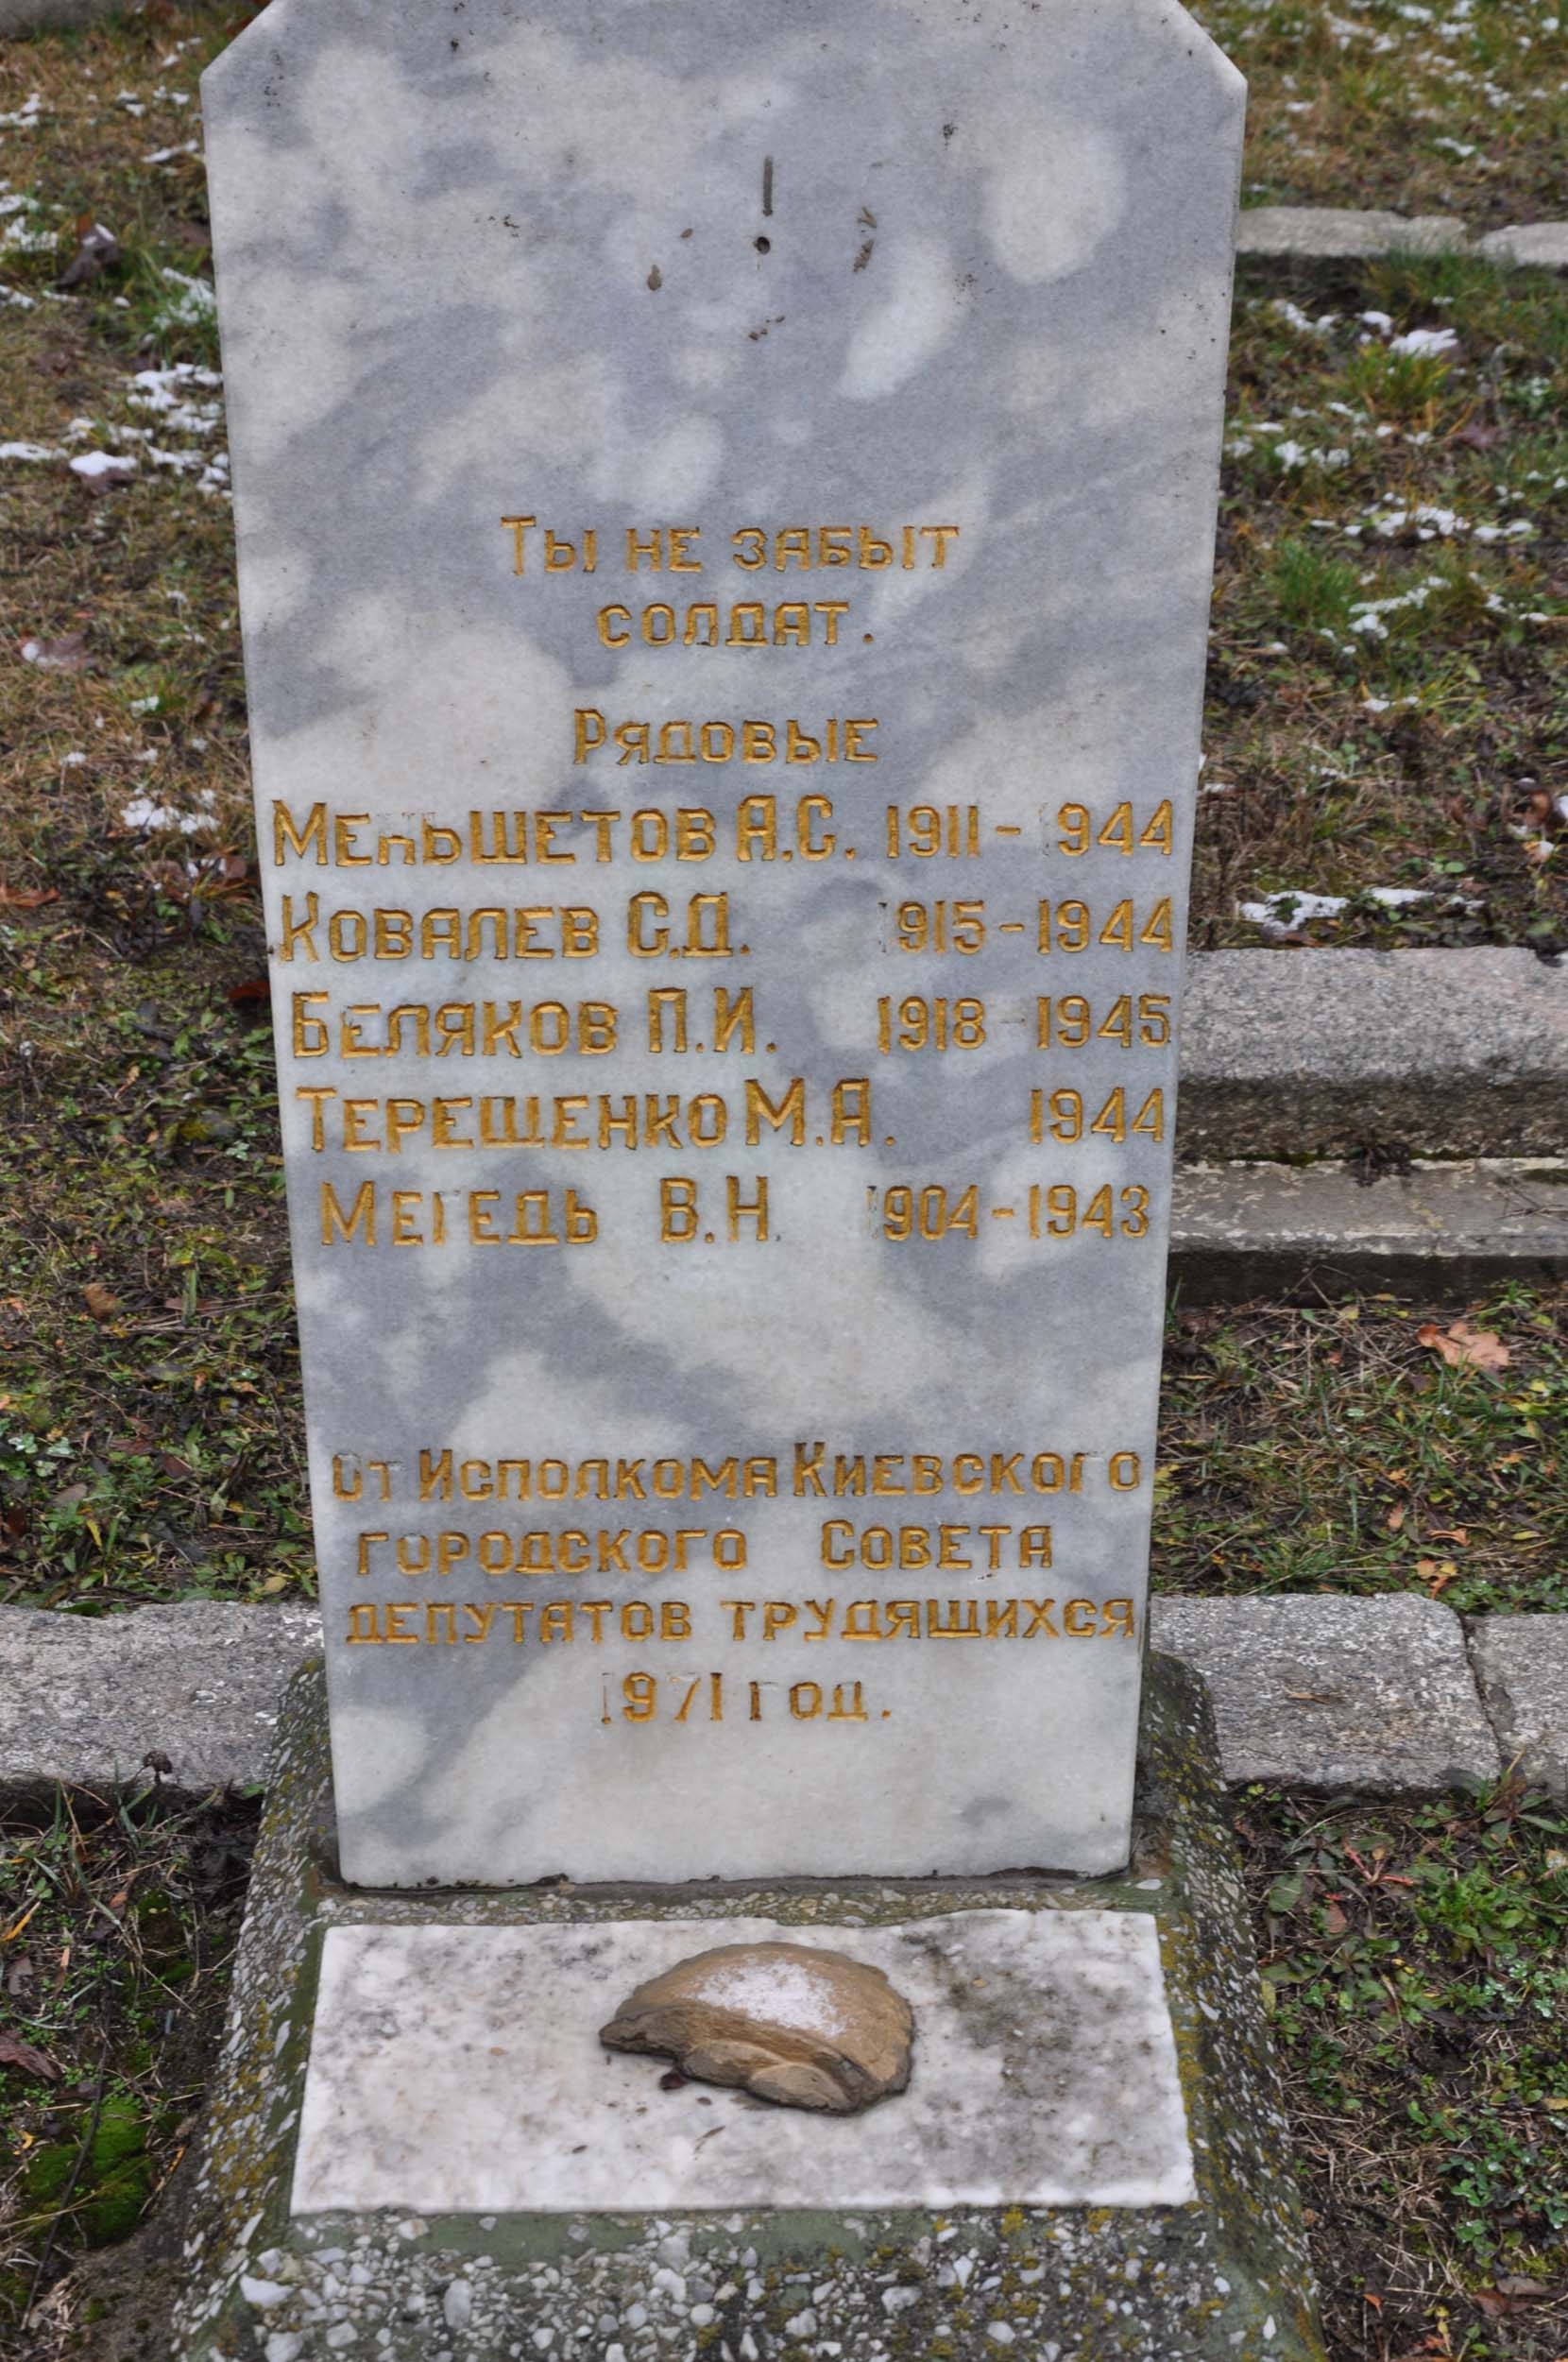 Ты не забыт
солдат.
Рядовые
Меньшетов А.С. 1911-1944
Ковалев С.Д. 1915-1944
Беляков П.И. 1918-1945
Терещенко М.А. 1944
Мегедь В.Н. 1904-1943
От Исполкома Киевского
городского Совета
депутатов трудящихся
1971 год.